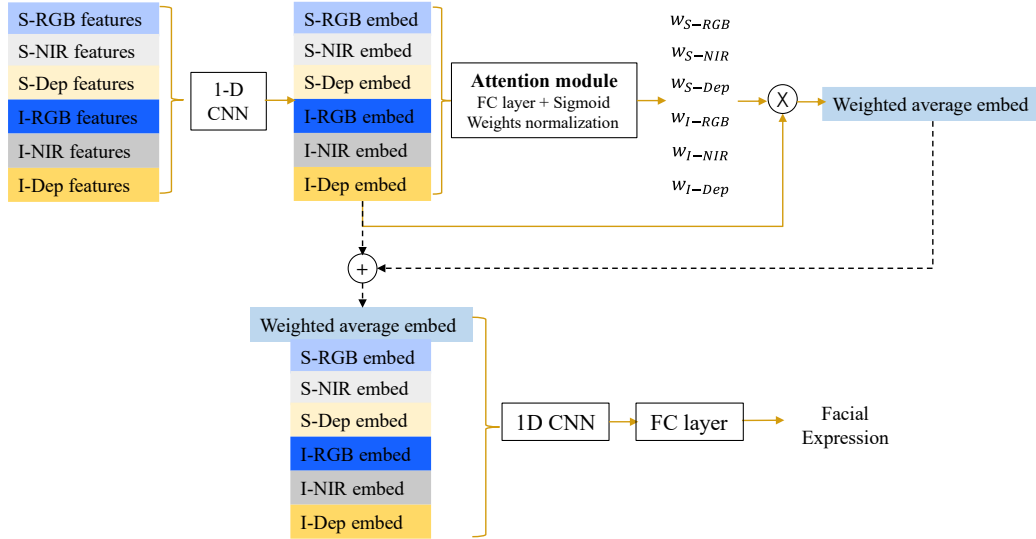 S-RGB features
S-NIR features
S-Dep features
I-RGB features
I-NIR features
I-Dep features
1-D
CNN
S-RGB embed
S-NIR embed
S-Dep embed
I-RGB embed
I-NIR embed
I-Dep embed
Attention module
FC layer + Sigmoid
Weights normalization
w_{S-RGB}
w_{S-NIR}
w_{S-Dep}
w_{I-RGB}
w_{I-NIR}
w_{I-Dep}
X
Weighted average embed
+
Weighted average embed
S-RGB embed
S-NIR embed
S-Dep embed
I-RGB embed
I-NIR embed
I-Dep embed
1D CNN
FC layer
Facial
Expression